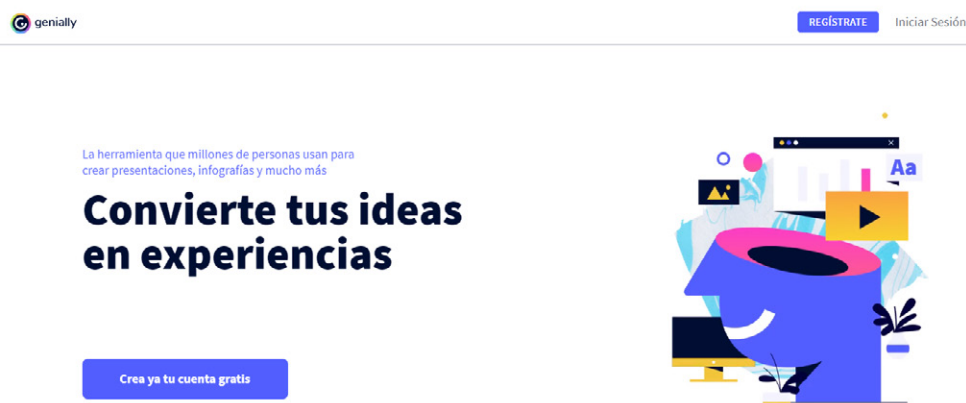 genially
REGÍSTRATE
Iniciar Sesión
La herramienta que millones de personas usan para
crear presentaciones, infografías y mucho más
Convierte tus ideas
en experiencias
Aa
Crea ya tu cuenta gratis